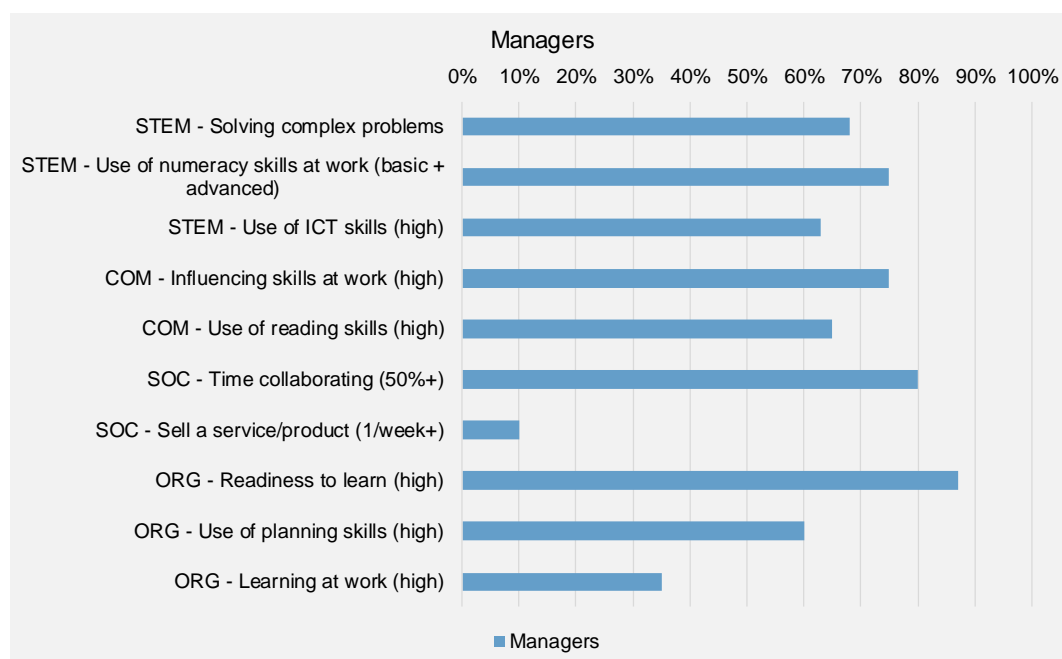 Managers
0% 10% 20% 30% 40% 50% 60% 70% 80% 90% 100%
STEM - Solving complex problems
STEM - Use of numeracy skills at work (basic +
advanced)
STEM - Use of ICT skills (high)
COM - Influencing skills at work (high)
COM - Use of reading skills (high)
SOC - Time collaborating (50%+)
SOC - Sell a service/product (1/week+)
ORG - Readiness to learn (high)
ORG - Use of planning skills (high)
ORG - Learning at work (high)
Managers